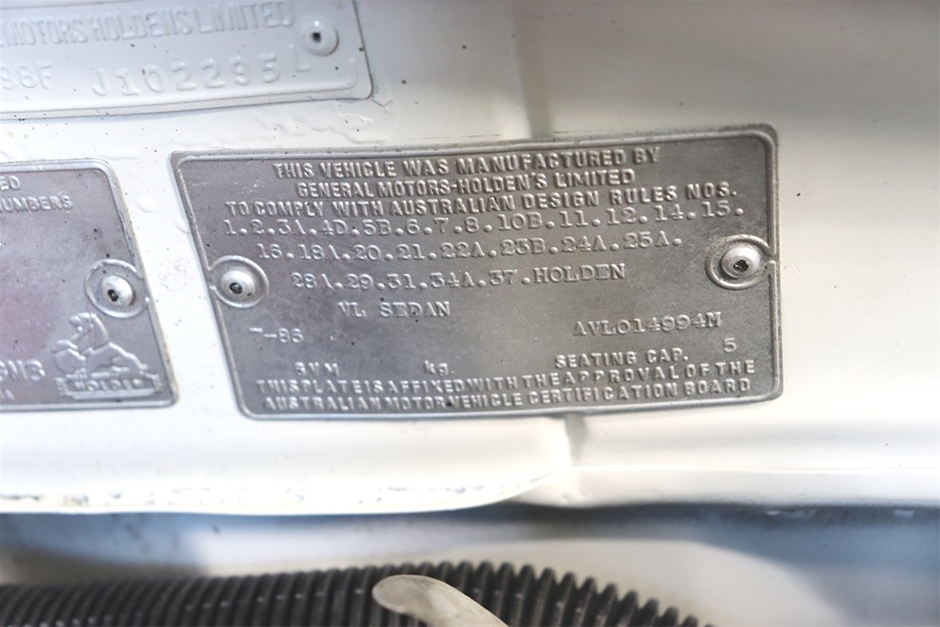 MOTORS HOLDENS LIMITED
98F J102295-
ED
NUMBERS
HOLDEN
THIS VEHICLE WAS MANUFACTURED BY
GENERAL MOTORS-HOLDEN'S LIMITED
TO COMPLY WITH AUSTRALIAN DESIGN RULES NOS.
1.2.3A.4D.5B.6.7.8.10B.11.12.14.15.
16.18A.20.21.22A.23B.24A.25A.
28A.29.31.34A.37.HOLDEN
VL SEDAN
7-86 AVL014994M
GVM kg. SEATING CAP. 5
THIS PLATE IS AFFIXED WITH THE APPROVAL OF THE
AUSTRALIAN MOTOR VEHICLE CERTIFICATION BOARD